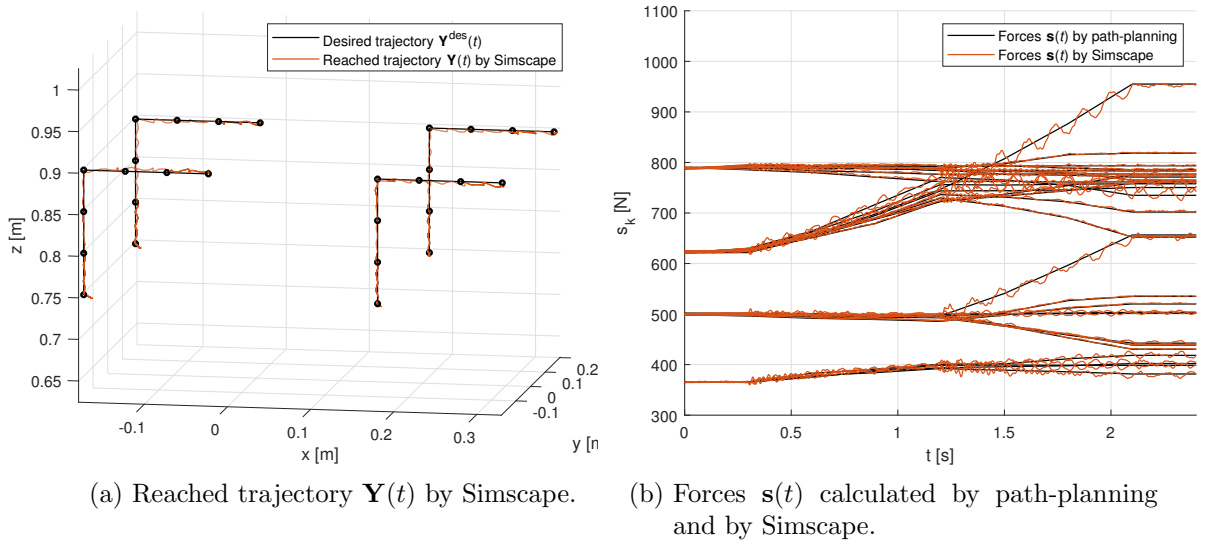 Desired trajectory Y^des(t)
Reached trajectory Y(t) by Simscape
1
0.95
0.9
0.85
0.8
0.75
0.7
0.65
z [m]
-0.1
0
0.1
0.2
0.3
x [m]
0.2
0.1
0
-0.1
y [m
Forces s(t) by path-planning
Forces s(t) by Simscape
1100
1000
900
800
700
600
500
400
300
s_k [N]
0
0.5
1
1.5
2
t [s]
(a) Reached trajectory Y(t) by Simscape.
(b) Forces s(t) calculated by path-planning
and by Simscape.